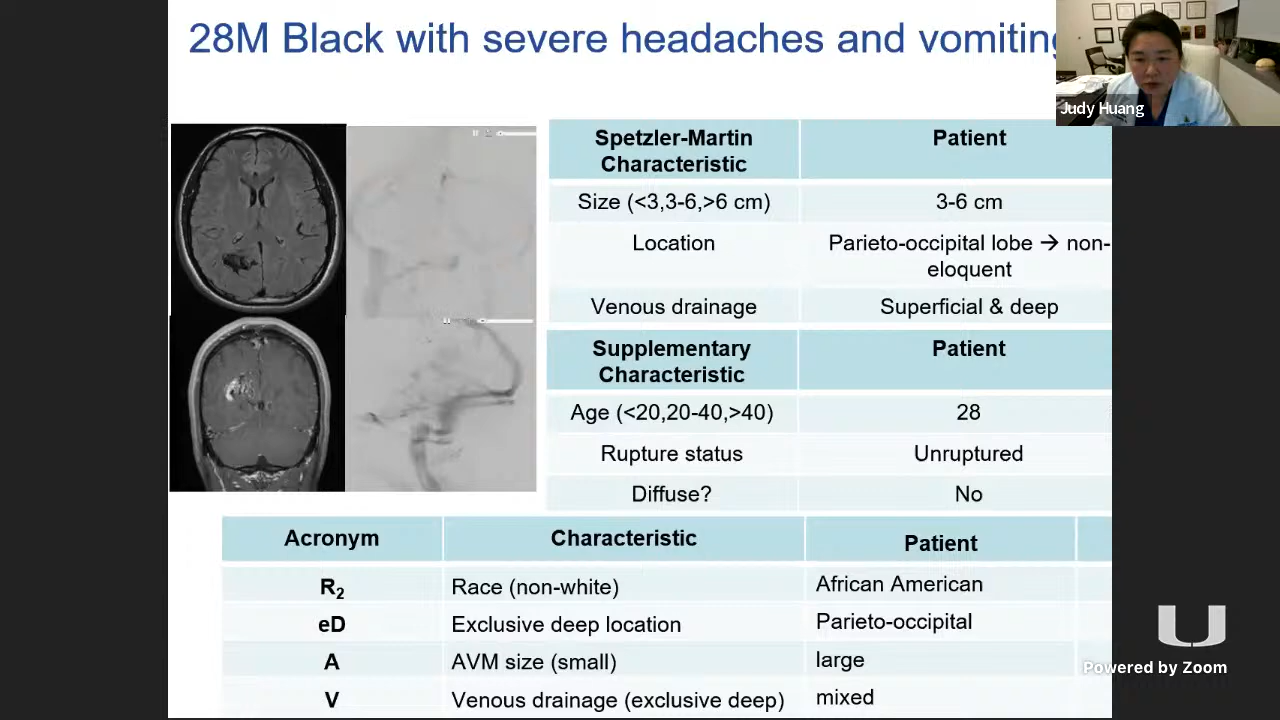 28M Black with severe headaches and vomiting
Judy Huang
Spetzler-Martin
Characteristic
Patient
Size (<3,3-6,>6 cm)
3-6 cm
Location
Parieto-occipital lobe → non-
eloquent
Venous drainage
Superficial & deep
Supplementary
Characteristic
Patient
Age (<20,20-40,>40)
28
Rupture status
Unruptured
Diffuse?
No
Acronym
Characteristic
Patient
R₂
Race (non-white)
African American
eD
Exclusive deep location
Parieto-occipital
A
AVM size (small)
large
V
Venous drainage (exclusive deep)
mixed
U
Powered by Zoom